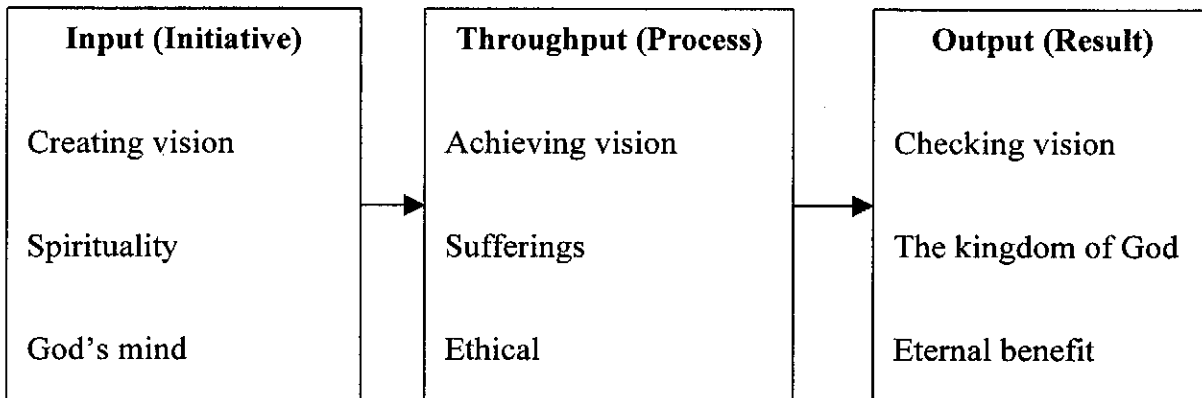 Input (Initiative)
Creating vision
Spirituality
God's mind
Throughput (Process)
Achieving vision
Sufferings
Ethical
Output (Result)
Checking vision
The kingdom of God
Eternal benefit